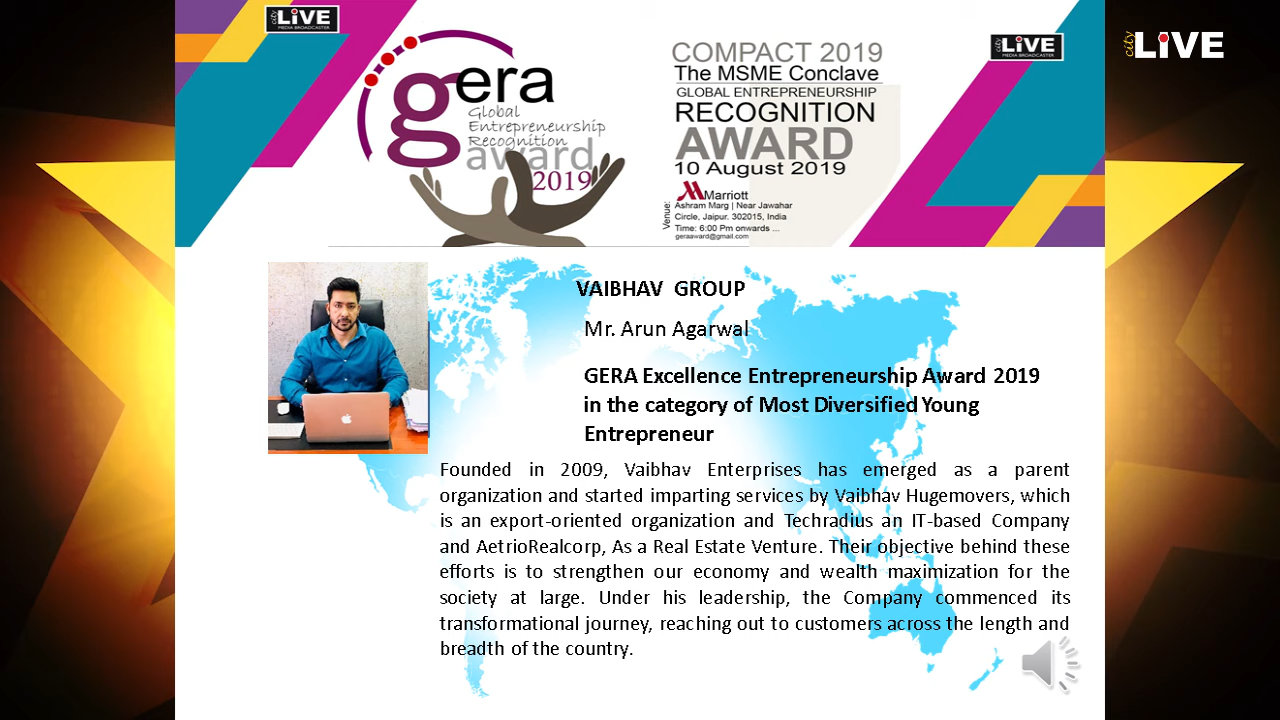 city LiVE
MEDIA BROADCASTER
gera
Global
Entrepreneurship
Recognition
award
2019
COMPACT 2019
The MSME Conclave
GLOBAL ENTREPRENEURSHIP
RECOGNITION
AWARD
10 August 2019
Venue:
Marriott
Ashram Marg | Near Jawahar
Circle, Jaipur. 302015, India
Time: 6:00 Pm onwards ...
geraaward@gmail.com
city LiVE
MEDIA BROADCASTER
city LiVE
VAIBHAV GROUP
Mr. Arun Agarwal
GERA Excellence Entrepreneurship Award 2019
in the category of Most Diversified Young
Entrepreneur
Founded in 2009, Vaibhav Enterprises has emerged as a parent
organization and started imparting services by Vaibhav Hugemovers, which
is an export-oriented organization and Techradius an IT-based Company
and AetrioRealcorp, As a Real Estate Venture. Their objective behind these
efforts is to strengthen our economy and wealth maximization for the
society at large. Under his leadership, the Company commenced its
transformational journey, reaching out to customers across the length and
breadth of the country.